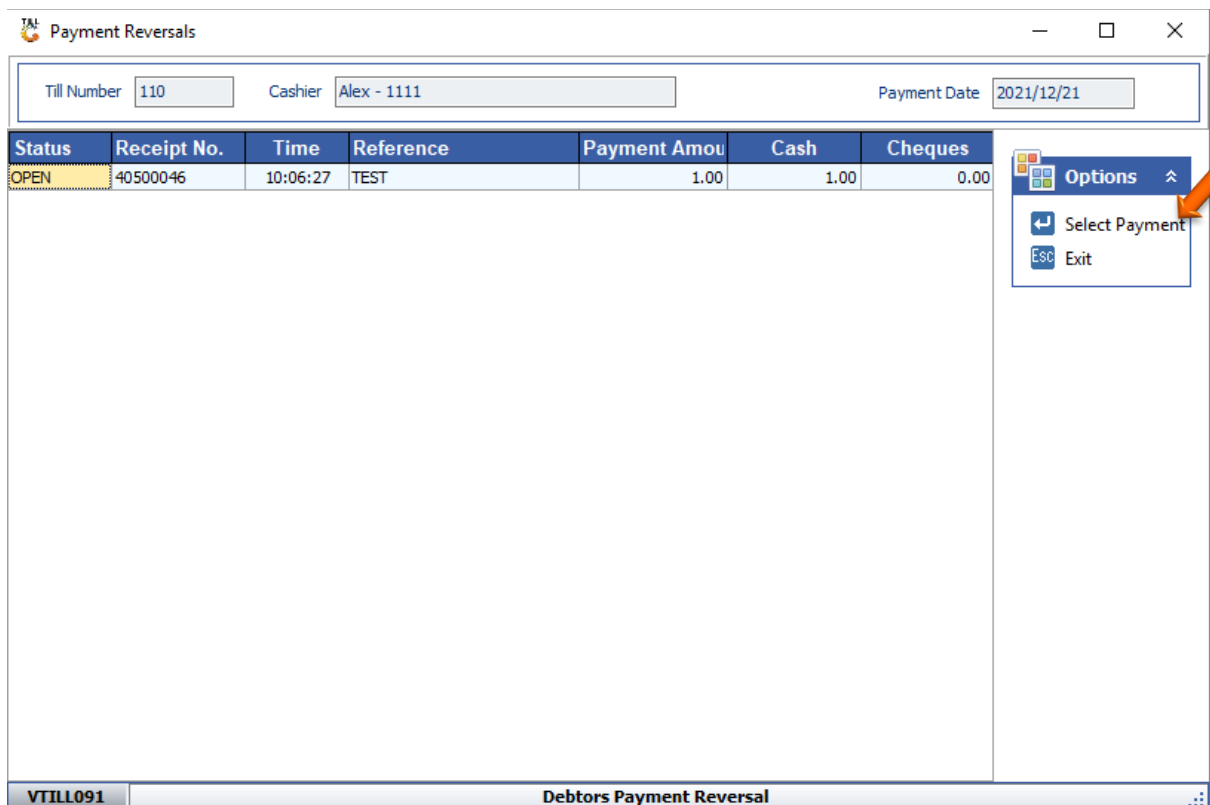 Payment Reversals
Till Number 110 Cashier Alex - 1111 Payment Date 2021/12/21
Status Receipt No. Time Reference Payment Amou Cash Cheques
OPEN 40500046 10:06:27 TEST 1.00 1.00 0.00
Options
Select Payment
Esc Exit
VTILL091 Debtors Payment Reversal